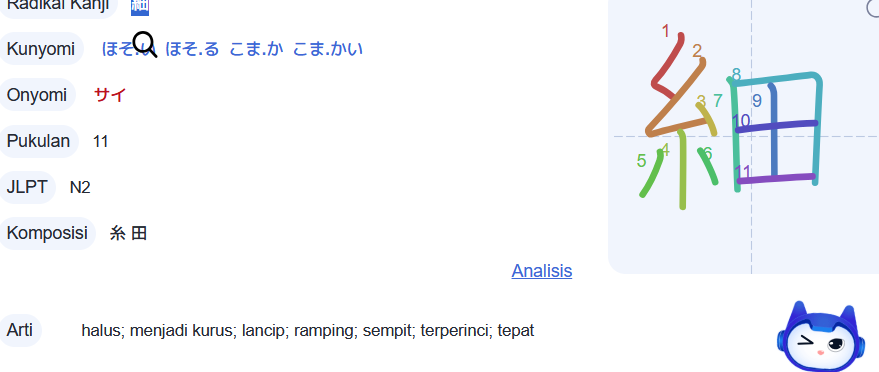 Radikal Kanji 細
Kunyomi ほそ.い ほそ.る こま.か こま.かい
Onyomi サイ
Pukulan 11
JLPT N2
Komposisi 糸 田
Analisis
Arti halus; menjadi kurus; lancip; ramping; sempit; terperinci; tepat
1
2
8
3 7 9
10
4
5 6
11
細